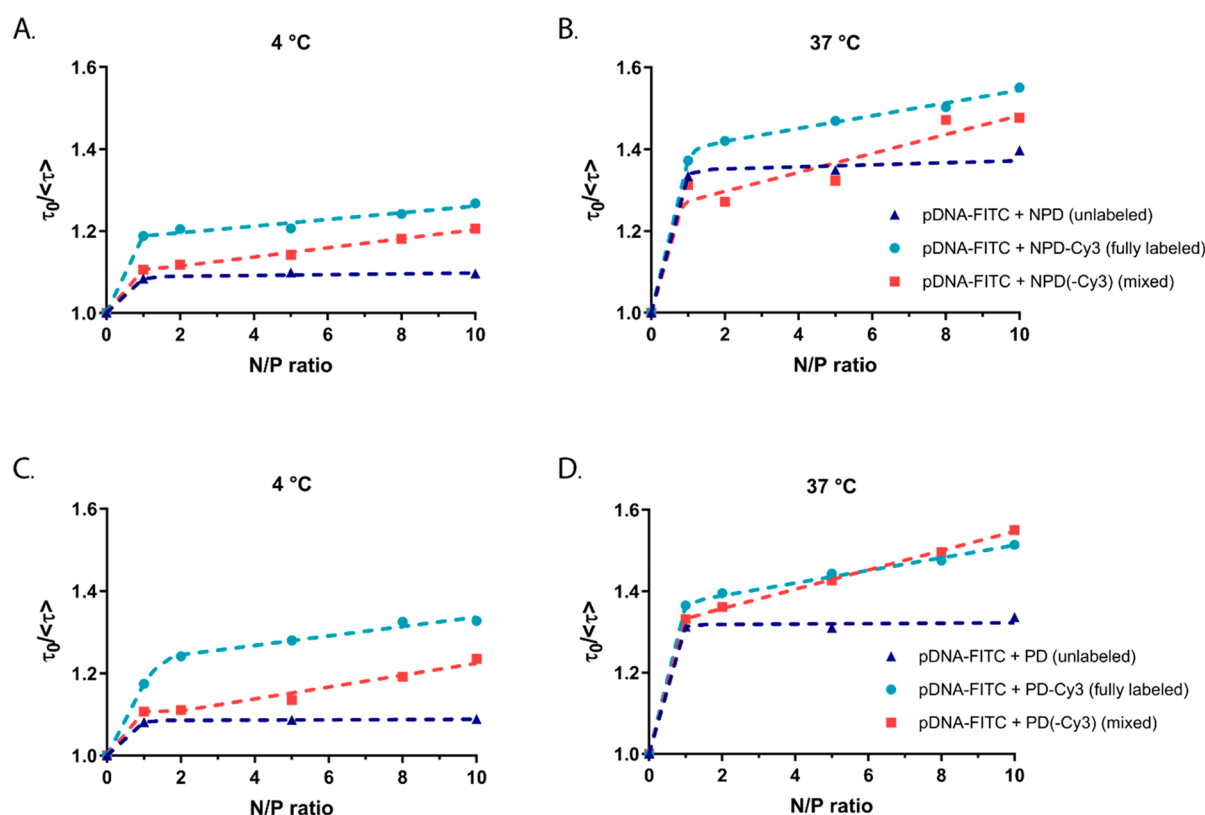 A.
4 °C
τ0/<τ>
1.6
1.4
1.2
1.0
0 2 4 6 8 10
N/P ratio
B.
37 °C
τ0/<τ>
1.6
1.4
1.2
1.0
0 2 4 6 8 10
N/P ratio
pDNA-FITC + NPD (unlabeled)
pDNA-FITC + NPD-Cy3 (fully labeled)
pDNA-FITC + NPD(-Cy3) (mixed)
C.
4 °C
τ0/<τ>
1.6
1.4
1.2
1.0
0 2 4 6 8 10
N/P ratio
D.
37 °C
τ0/<τ>
1.6
1.4
1.2
1.0
0 2 4 6 8 10
N/P ratio
pDNA-FITC + PD (unlabeled)
pDNA-FITC + PD-Cy3 (fully labeled)
pDNA-FITC + PD(-Cy3) (mixed)